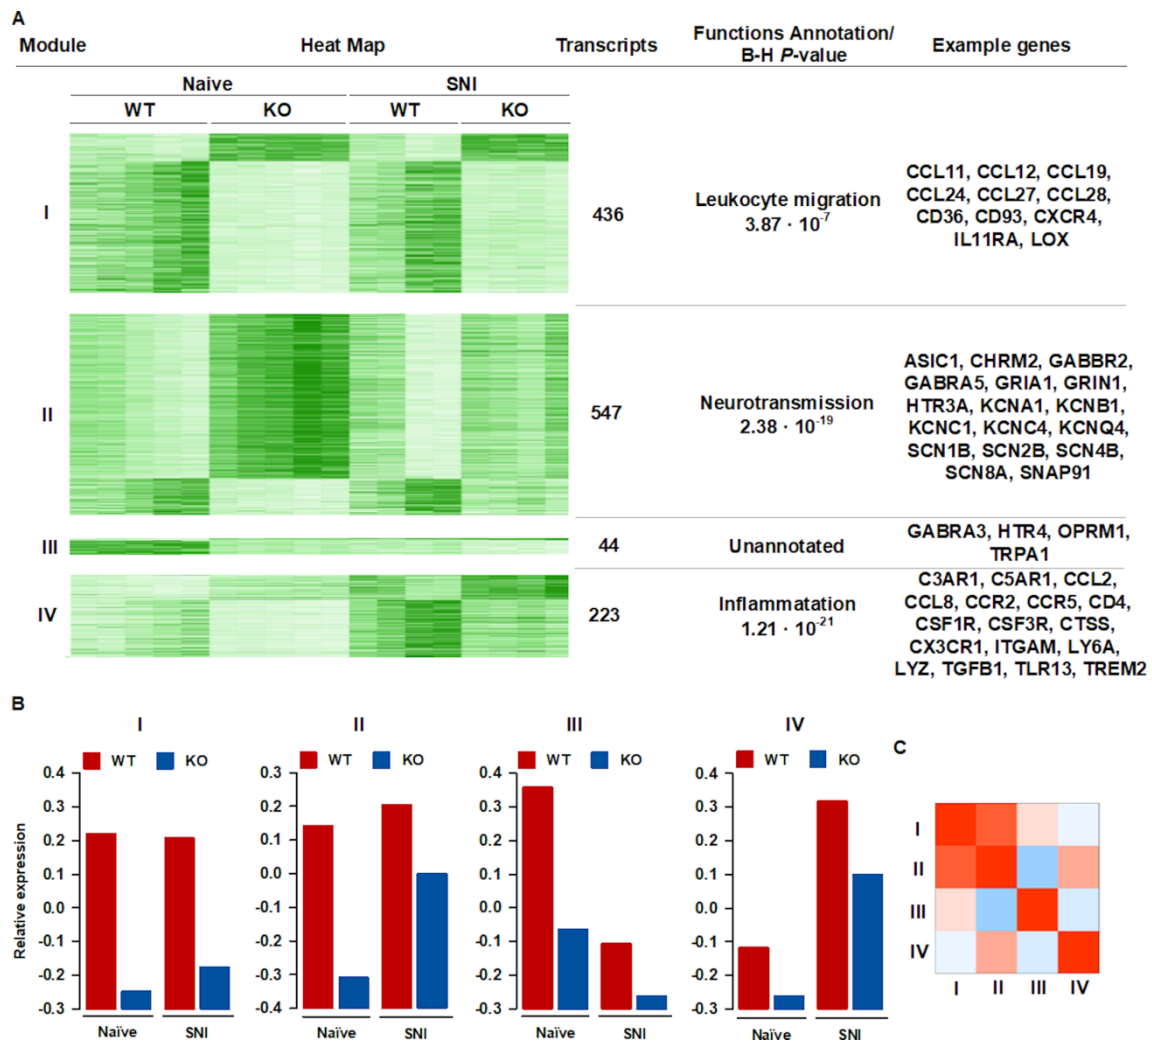 A
Module
Heat Map
Transcripts
Functions Annotation/
B-H P-value
Example genes
Naive
SNI
WT
KO
WT
KO
I
436
Leukocyte migration
3.87 · 10-7
CCL11, CCL12, CCL19,
CCL24, CCL27, CCL28,
CD36, CD93, CXCR4,
IL11RA, LOX
II
547
Neurotransmission
2.38 · 10-19
ASIC1, CHRM2, GABBR2,
GABRA5, GRIA1, GRIN1,
HTR3A, KCNA1, KCNB1,
KCNC1, KCNC4, KCNQ4,
SCN1B, SCN2B, SCN4B,
SCN8A, SNAP91
III
44
Unannotated
GABRA3, HTR4, OPRM1,
TRPA1
IV
223
Inflammatation
1.21 · 10-21
C3AR1, C5AR1, CCL2,
CCL8, CCR2, CCR5, CD4,
CSF1R, CSF3R, CTSS,
CX3CR1, ITGAM, LY6A,
LYZ, TGFB1, TLR13, TREM2
B
I
WT
KO
Relative expression
0.4
0.3
0.2
0.1
0.0
-0.1
-0.2
-0.3
Naïve
SNI
II
WT
KO
0.3
0.2
0.1
0.0
-0.1
-0.2
-0.3
-0.4
Naïve
SNI
III
WT
KO
0.4
0.3
0.2
0.1
0.0
-0.1
-0.2
-0.3
Naïve
SNI
IV
WT
KO
0.4
0.3
0.2
0.1
0.0
-0.1
-0.2
-0.3
Naïve
SNI
C
I
II
III
IV
I
II
III
IV